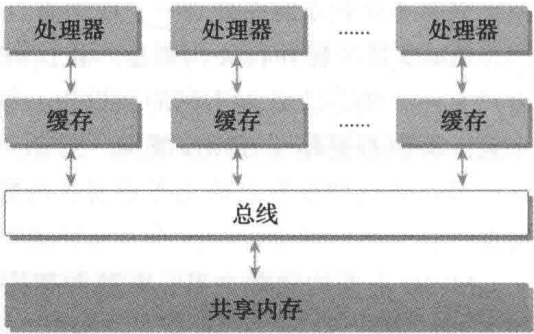 处理器 处理器 …… 处理器
缓存 缓存 …… 缓存
总线
共享内存